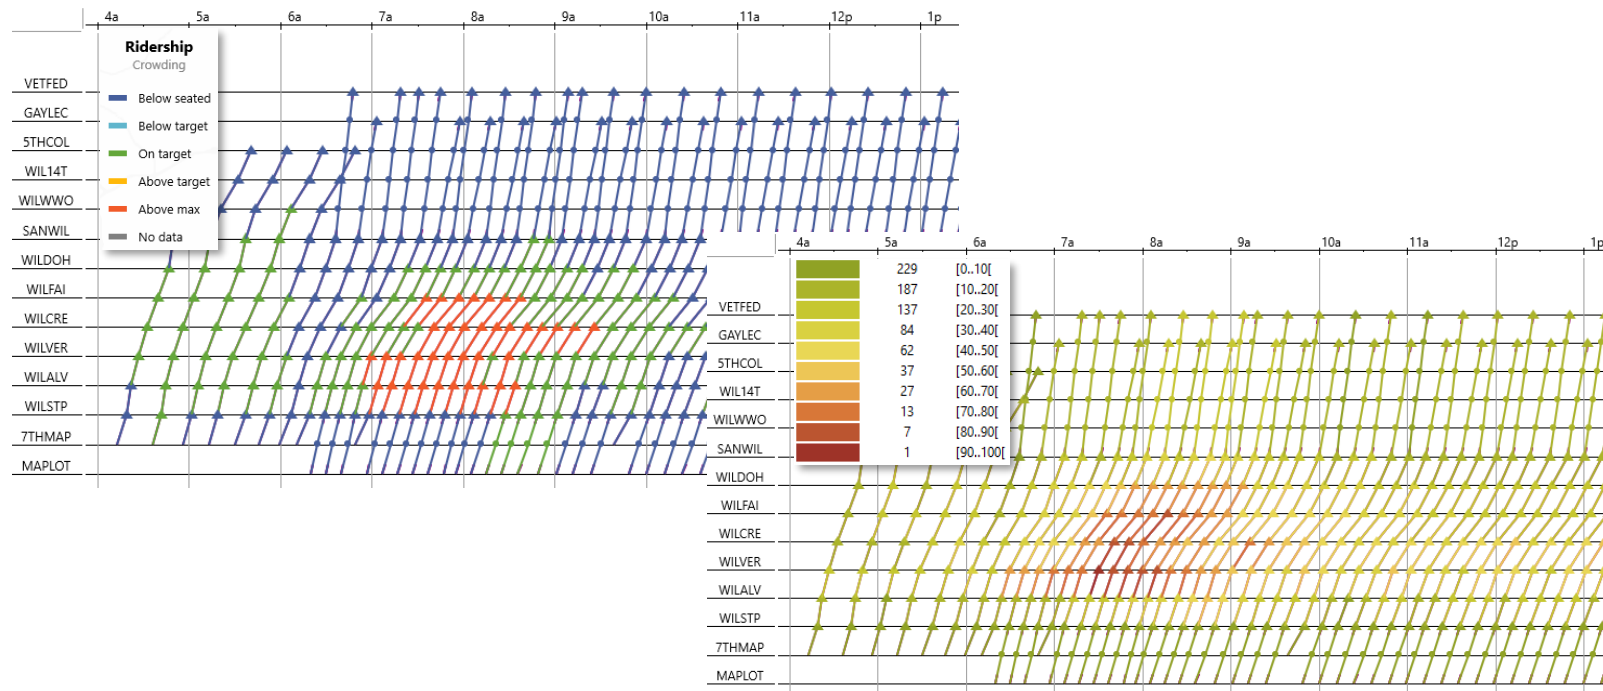 4a 5a 6a 7a 8a 9a 10a 11a 12p 1p
Ridership
Crowding
Below seated
Below target
On target
Above target
Above max
No data
VETFED
GAYLEC
5THCOL
WIL14T
WILWWO
SANWIL
WILDOH
WILFAI
WILCRE
WILVER
WILALV
WILSTP
7THMAP
MAPLOT
4a 5a 6a 7a 8a 9a 10a 11a 12p 1p
229 [0..10[
187 [10..20[
137 [20..30[
84 [30..40[
62 [40..50[
37 [50..60[
27 [60..70[
13 [70..80[
7 [80..90[
1 [90..100[
VETFED
GAYLEC
5THCOL
WIL14T
WILWWO
SANWIL
WILDOH
WILFAI
WILCRE
WILVER
WILALV
WILSTP
7THMAP
MAPLOT